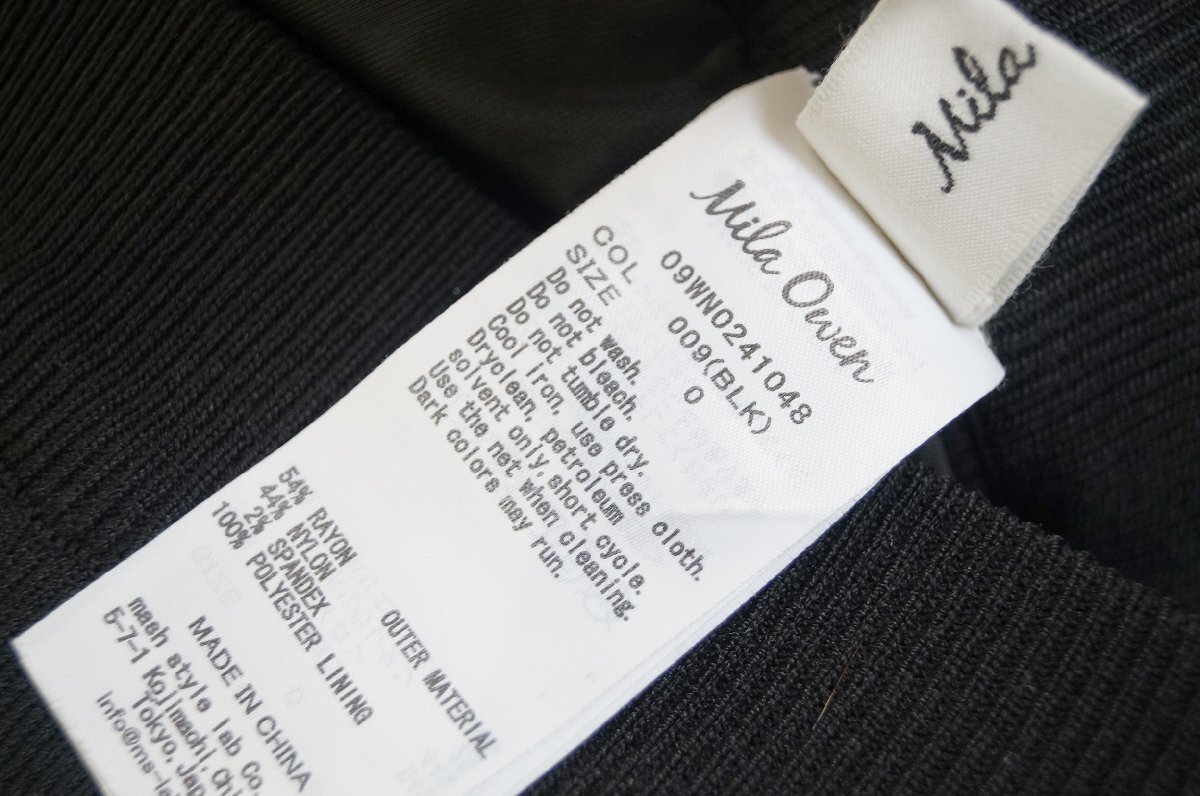 Mila
Mila Owen
09WNO241048
COL 009(BLK)
SIZE 0
Do not wash.
Do not bleach.
Do not tumble dry.
Cool iron, use press cloth.
Dryclean, petroleum
solvent only, short cycle.
Use the net when cleaning.
Dark colors may run.
OUTER MATERIAL
54% RAYON
44% NYLON
2% SPANDEX
100% POLYESTER LINING
MADE IN CHINA
mash style lab Co.
5-7-1 Kojimachi, Chi
Tokyo, Jap
info@ms-la